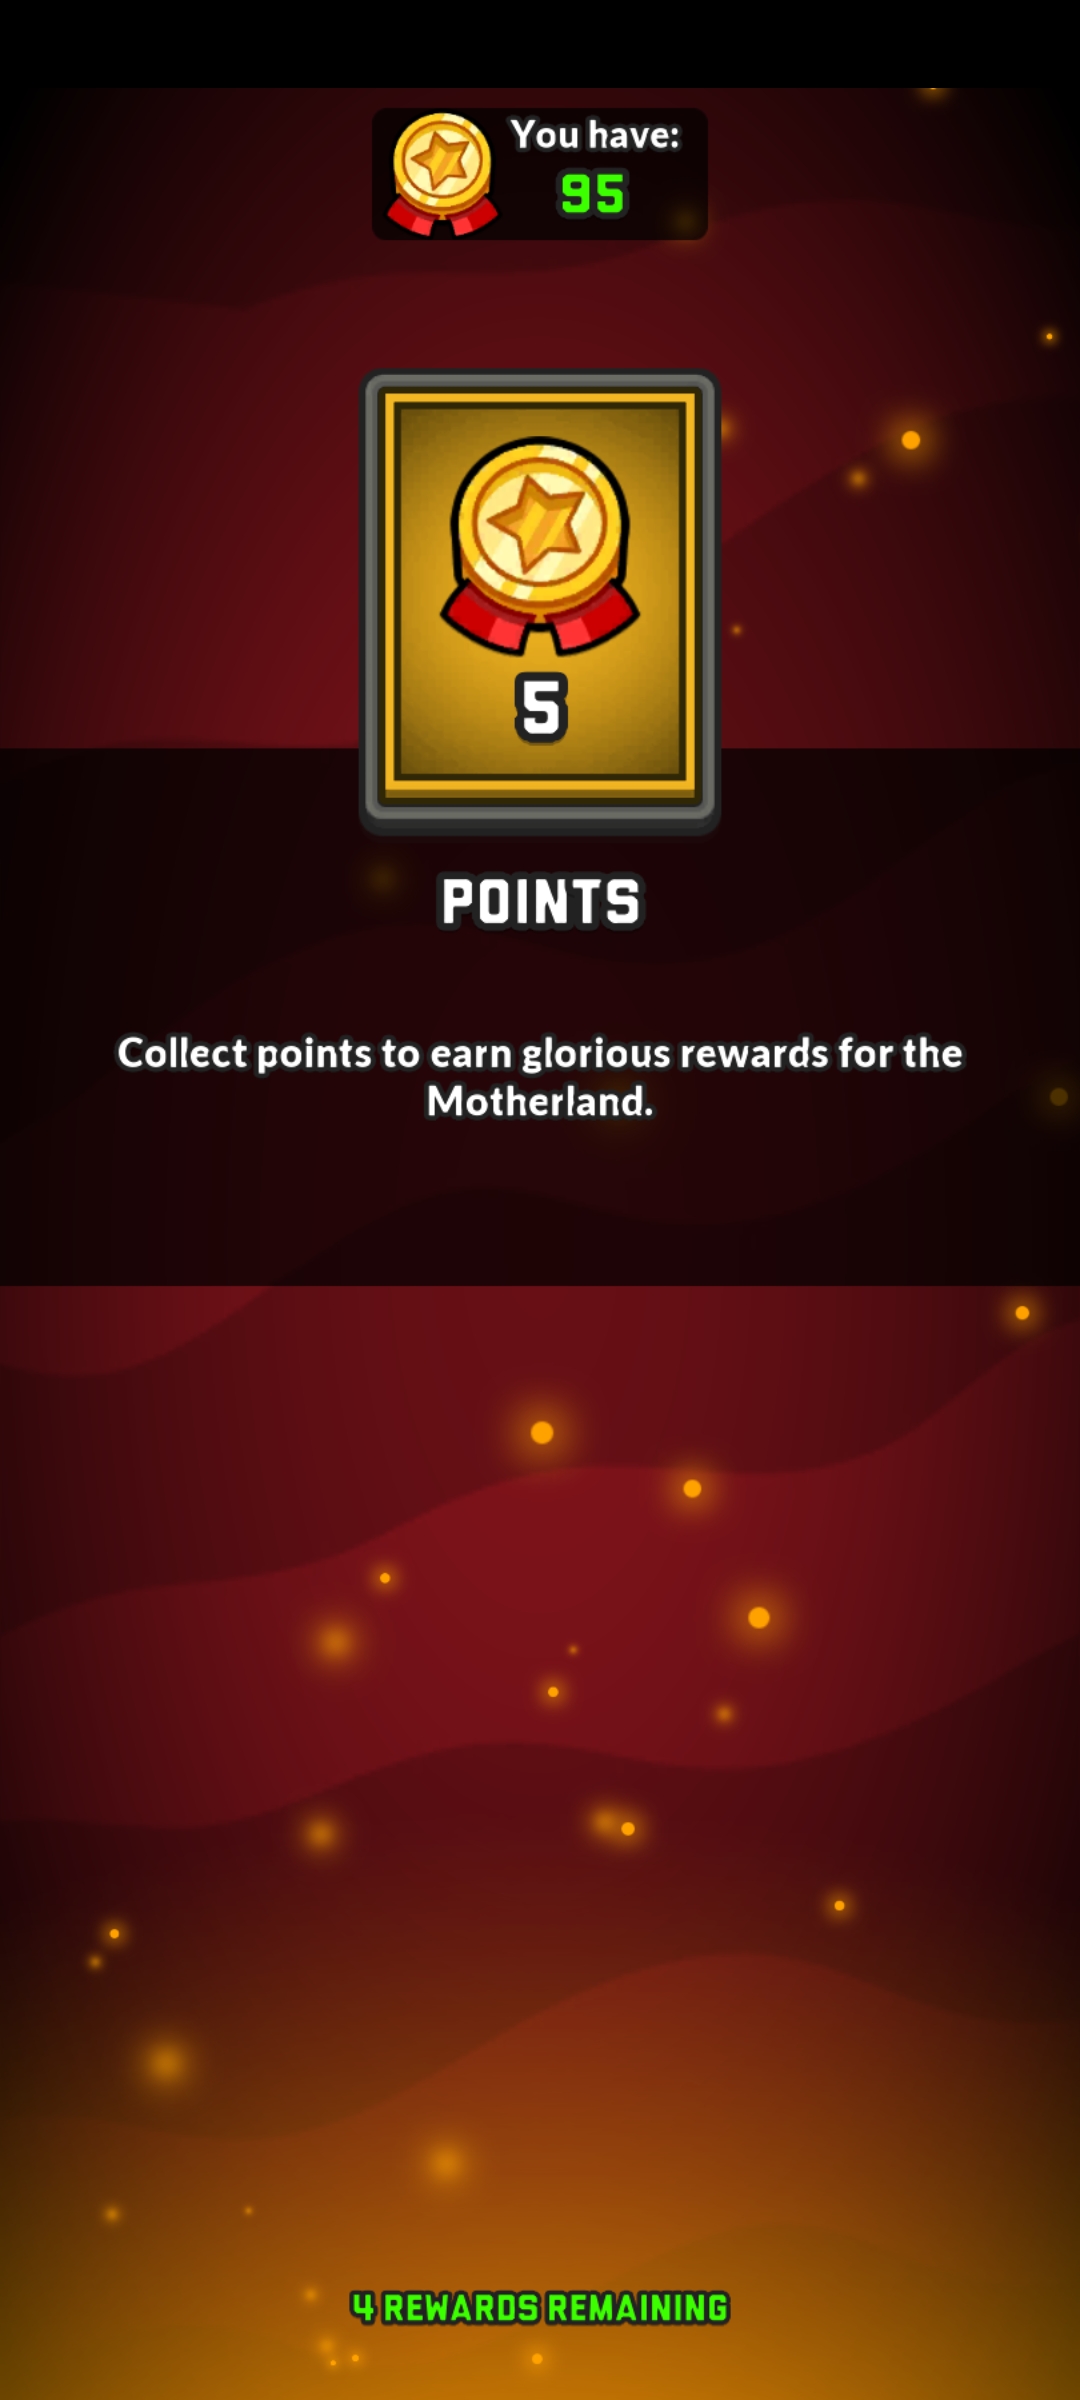 You have:
95
5
POINTS
Collect points to earn glorious rewards for the
Motherland.
4 REWARDS REMAINING